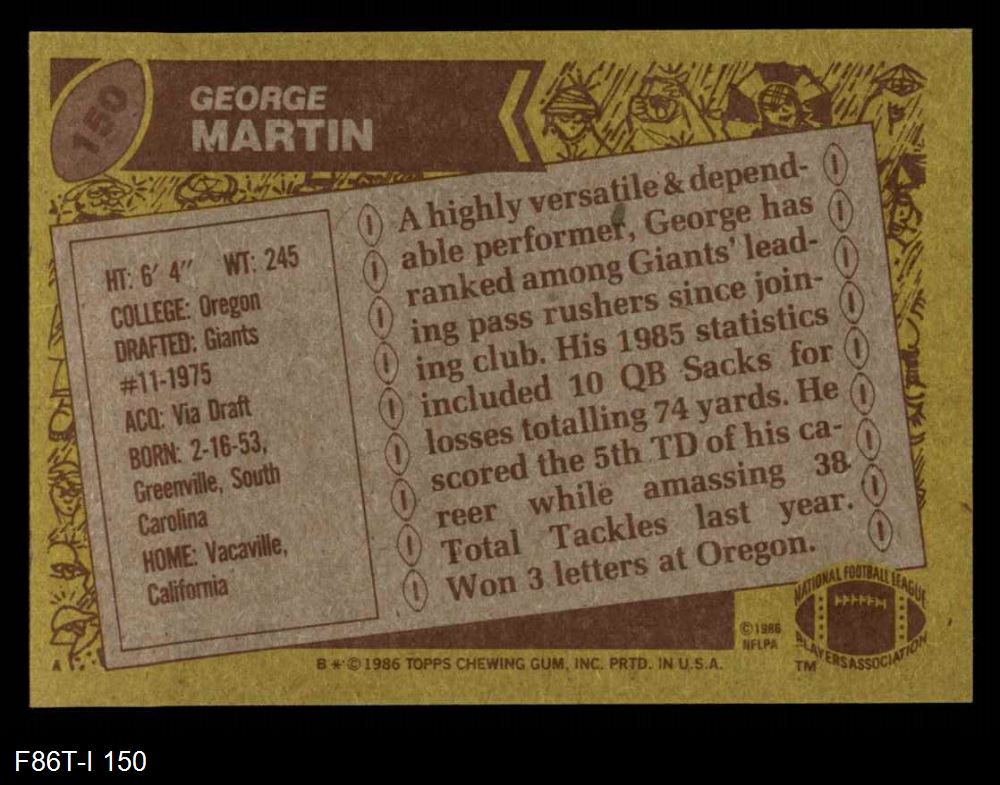 150
GEORGE
MARTIN
HT: 6' 4" WT: 245
COLLEGE: Oregon
DRAFTED: Giants
#11-1975
ACQ: Via Draft
BORN: 2-16-53,
Greenville, South
Carolina
HOME: Vacaville,
California
A highly versatile & depend-
able performer, George has
ranked among Giants' lead-
ing pass rushers since join-
ing club. His 1985 statistics
included 10 QB Sacks for
losses totalling 74 yards. He
scored the 5th TD of his ca-
reer while amassing 38
Total Tackles last year.
Won 3 letters at Oregon.
NATIONAL FOOTBALL LEAGUE
PLAYERS ASSOCIATION
TM
©1986
NFLPA
A
B * © 1986 TOPPS CHEWING GUM, INC. PRTD. IN U.S.A.
F86T-I 150